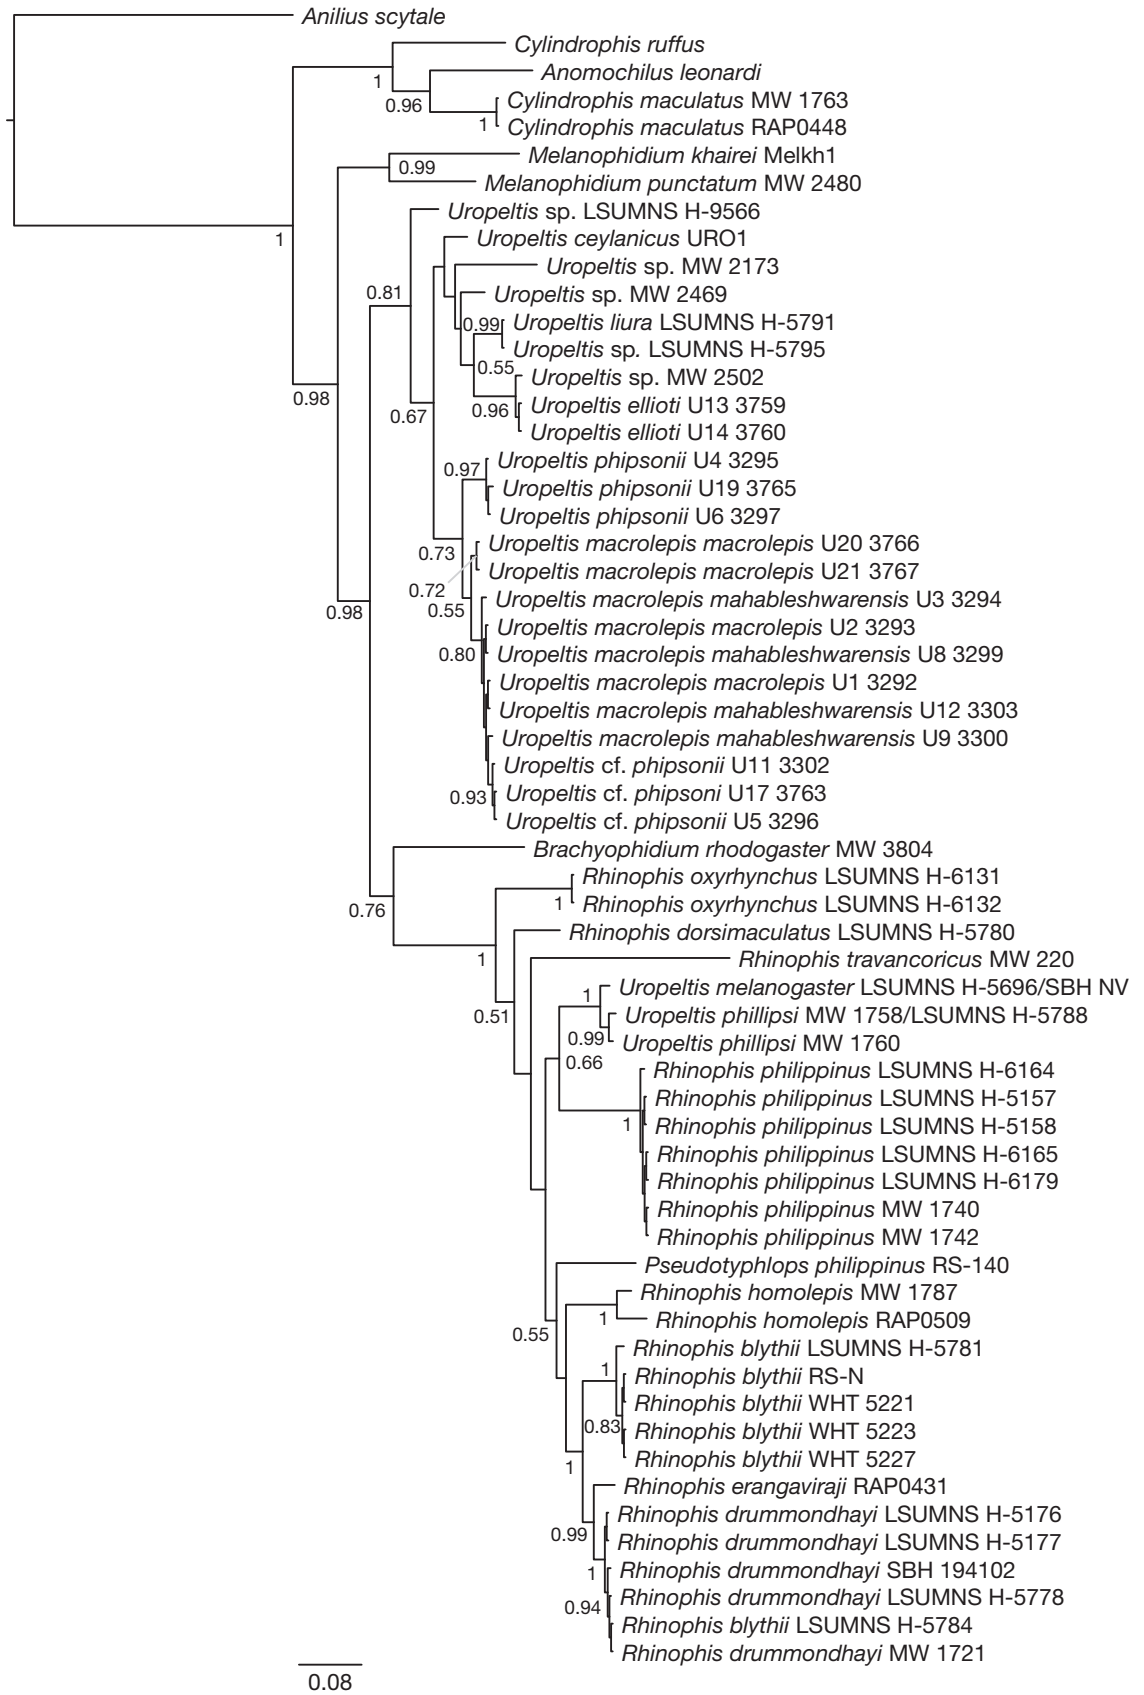 Anilius scytale
Cylindrophis ruffus
1
Anomochilus leonardi
0.96
Cylindrophis maculatus MW 1763
1
Cylindrophis maculatus RAP0448
Melanophidium khairei Melkh1
0.99
Melanophidium punctatum MW 2480
Uropeltis sp. LSUMNS H-9566
1
Uropeltis ceylanicus URO1
Uropeltis sp. MW 2173
0.81
Uropeltis sp. MW 2469
0.99
Uropeltis liura LSUMNS H-5791
Uropeltis sp. LSUMNS H-5795
0.55
Uropeltis sp. MW 2502
0.98
0.67
0.96
Uropeltis ellioti U13 3759
Uropeltis ellioti U14 3760
Uropeltis phipsonii U4 3295
0.97
Uropeltis phipsonii U19 3765
Uropeltis phipsonii U6 3297
Uropeltis macrolepis macrolepis U20 3766
0.73
Uropeltis macrolepis macrolepis U21 3767
0.72
Uropeltis macrolepis mahableshwarensis U3 3294
0.98
0.55
Uropeltis macrolepis macrolepis U2 3293
Uropeltis macrolepis mahableshwarensis U8 3299
0.80
Uropeltis macrolepis macrolepis U1 3292
Uropeltis macrolepis mahableshwarensis U12 3303
Uropeltis macrolepis mahableshwarensis U9 3300
Uropeltis cf. phipsonii U11 3302
0.93
Uropeltis cf. phipsoni U17 3763
Uropeltis cf. phipsonii U5 3296
Brachyophidium rhodogaster MW 3804
Rhinophis oxyrhynchus LSUMNS H-6131
0.76
1
Rhinophis oxyrhynchus LSUMNS H-6132
Rhinophis dorsimaculatus LSUMNS H-5780
1
Rhinophis travancoricus MW 220
Uropeltis melanogaster LSUMNS H-5696/SBH NV
1
0.51
Uropeltis phillipsi MW 1758/LSUMNS H-5788
0.99
Uropeltis phillipsi MW 1760
0.66
Rhinophis philippinus LSUMNS H-6164
Rhinophis philippinus LSUMNS H-5157
1
Rhinophis philippinus LSUMNS H-5158
Rhinophis philippinus LSUMNS H-6165
Rhinophis philippinus LSUMNS H-6179
Rhinophis philippinus MW 1740
Rhinophis philippinus MW 1742
Pseudotyphlops philippinus RS-140
Rhinophis homolepis MW 1787
1
Rhinophis homolepis RAP0509
0.55
Rhinophis blythii LSUMNS H-5781
1
Rhinophis blythii RS-N
Rhinophis blythii WHT 5221
0.83
Rhinophis blythii WHT 5223
Rhinophis blythii WHT 5227
1
Rhinophis erangaviraji RAP0431
Rhinophis drummondhayi LSUMNS H-5176
0.99
Rhinophis drummondhayi LSUMNS H-5177
1
Rhinophis drummondhayi SBH 194102
Rhinophis drummondhayi LSUMNS H-5778
0.94
Rhinophis blythii LSUMNS H-5784
Rhinophis drummondhayi MW 1721
0.08